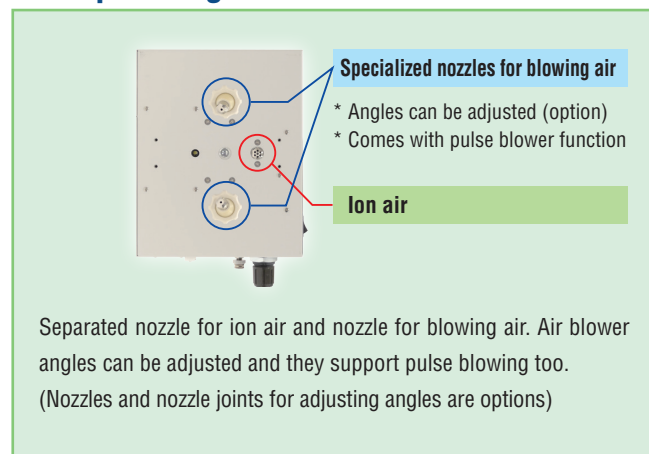 Specialized nozzles for blowing air
* Angles can be adjusted (option)
* Comes with pulse blower function
Ion air
Separated nozzle for ion air and nozzle for blowing air. Air blower
angles can be adjusted and they support pulse blowing too.
(Nozzles and nozzle joints for adjusting angles are options)